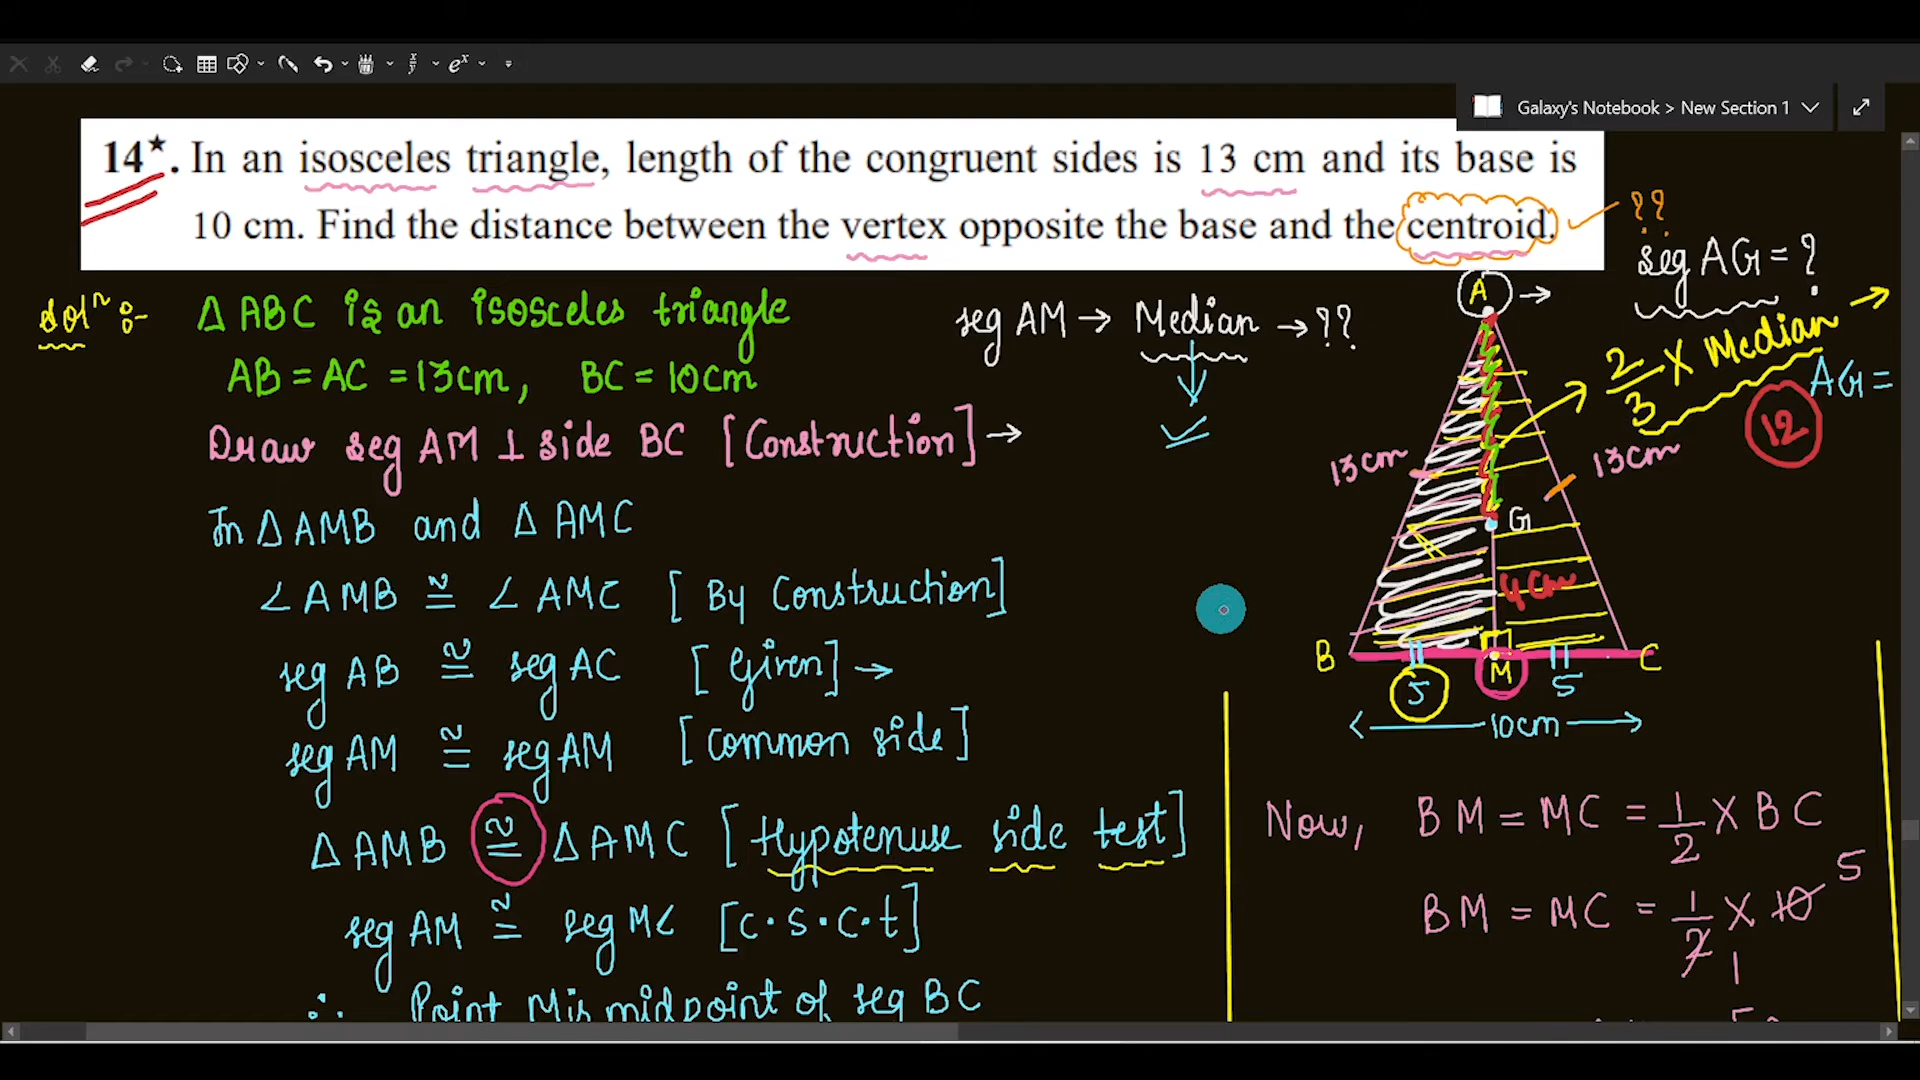 Galaxy's Notebook > New Section 1
14★. In an isosceles triangle, length of the congruent sides is 13 cm and its base is
10 cm. Find the distance between the vertex opposite the base and the centroid.
??
seg AG = ?
Solⁿ :-
Δ ABC is an isosceles triangle
AB = AC = 13cm, BC = 10cm
Draw seg AM ⊥ side BC [Construction] →
In Δ AMB and Δ AMC
∠AMB ≅ ∠AMC [By Construction]
seg AB ≅ seg AC [Given] →
seg AM ≅ seg AM [Common side]
Δ AMB ≅ Δ AMC [Hypotenuse side test]
seg AM ≅ seg MC [C.S.C.t]
∴ Point M is midpoint of seg BC
seg AM → Median → ??
A →
2/3 X Median →
AG =
12
13cm
13cm
G
4cm
B
M
C
5
5
10cm
Now, BM = MC = 1/2 X BC
BM = MC = 1/2 X 10 5
1